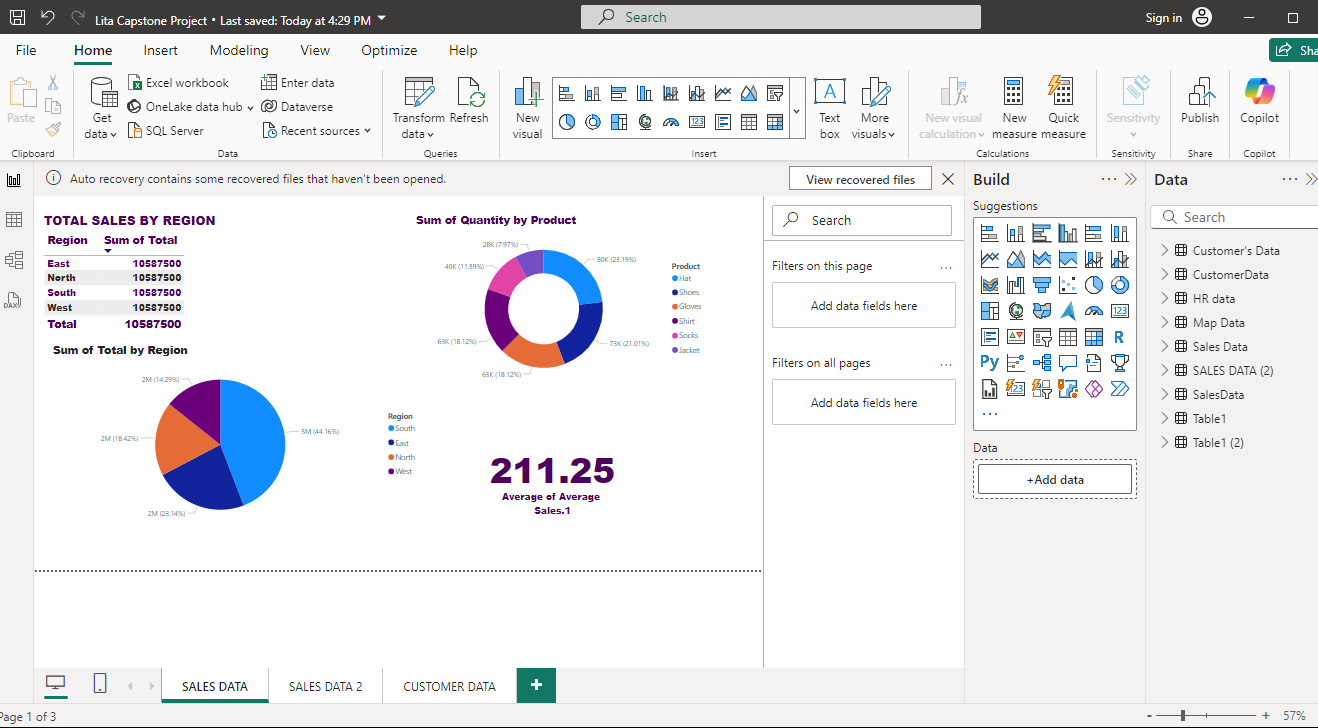 Lita Capstone Project • Last saved: Today at 4:29 PM
Search
Sign in
File Home Insert Modeling View Optimize Help
Sha
Paste
Clipboard
Get data
Excel workbook
OneLake data hub
SQL Server
Enter data
Dataverse
Recent sources
Data
Transform data
Refresh
Queries
New visual
Text box
More visuals
Insert
New visual calculation
New measure
Quick measure
Calculations
Sensitivity
Sensitivity
Publish
Share
Copilot
Copilot
Auto recovery contains some recovered files that haven't been opened.
View recovered files
TOTAL SALES BY REGION
Region Sum of Total
East 10587500
North 10587500
South 10587500
West 10587500
Total 10587500
Sum of Total by Region
2M (14.29%)
2M (18.42%)
5M (44.16%)
2M (23.14%)
Region
South
East
North
West
Sum of Quantity by Product
28K (7.97%)
40K (11.59%)
80K (23.19%)
63K (18.12%)
73K (21.01%)
63K (18.12%)
Product
Hat
Shoes
Gloves
Shirt
Socks
Jacket
211.25
Average of Average
Sales.1
Search
Filters on this page
Add data fields here
Filters on all pages
Add data fields here
Build
Suggestions
R
Py
123
Data
+Add data
Data
Search
Customer's Data
CustomerData
HR data
Map Data
Sales Data
SALES DATA (2)
SalesData
Table1
Table1 (2)
DAX
SALES DATA
SALES DATA 2
CUSTOMER DATA
Page 1 of 3
57%